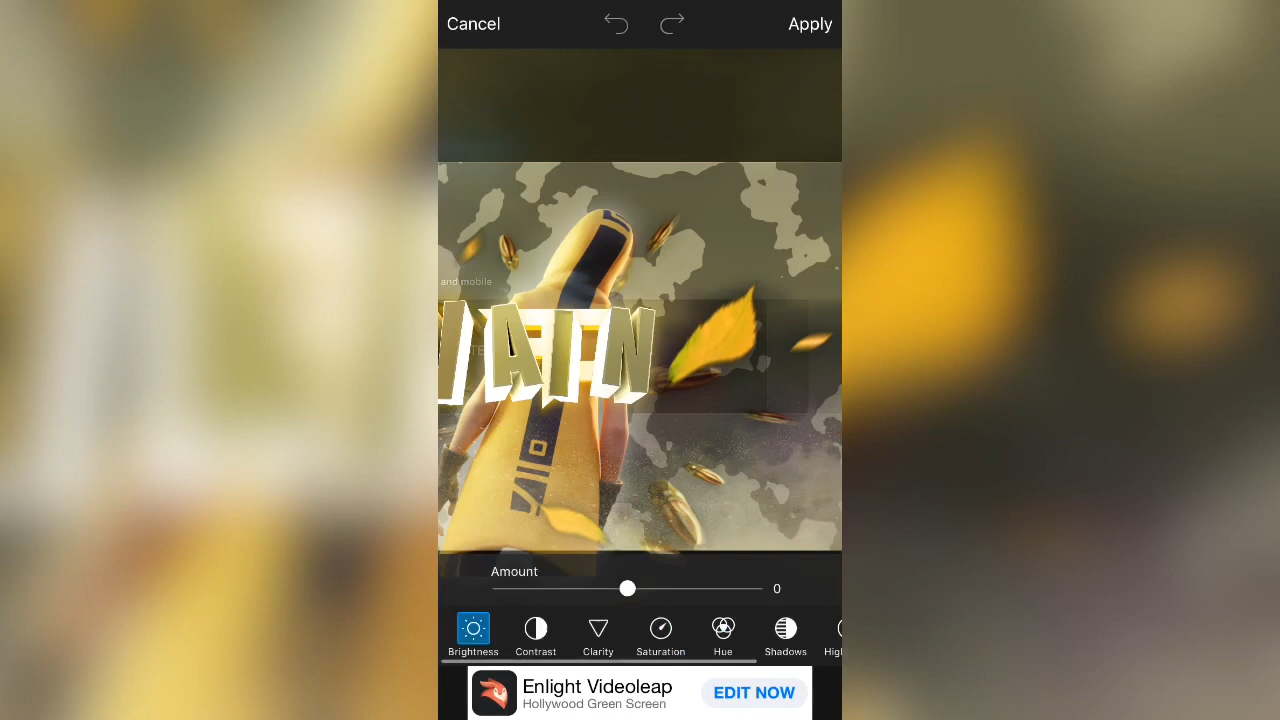 Cancel
Apply
and mobile
AIN
Amount
0
Brightness
Contrast
Clarity
Saturation
Hue
Shadows
Enlight Videoleap
Hollywood Green Screen
EDIT NOW